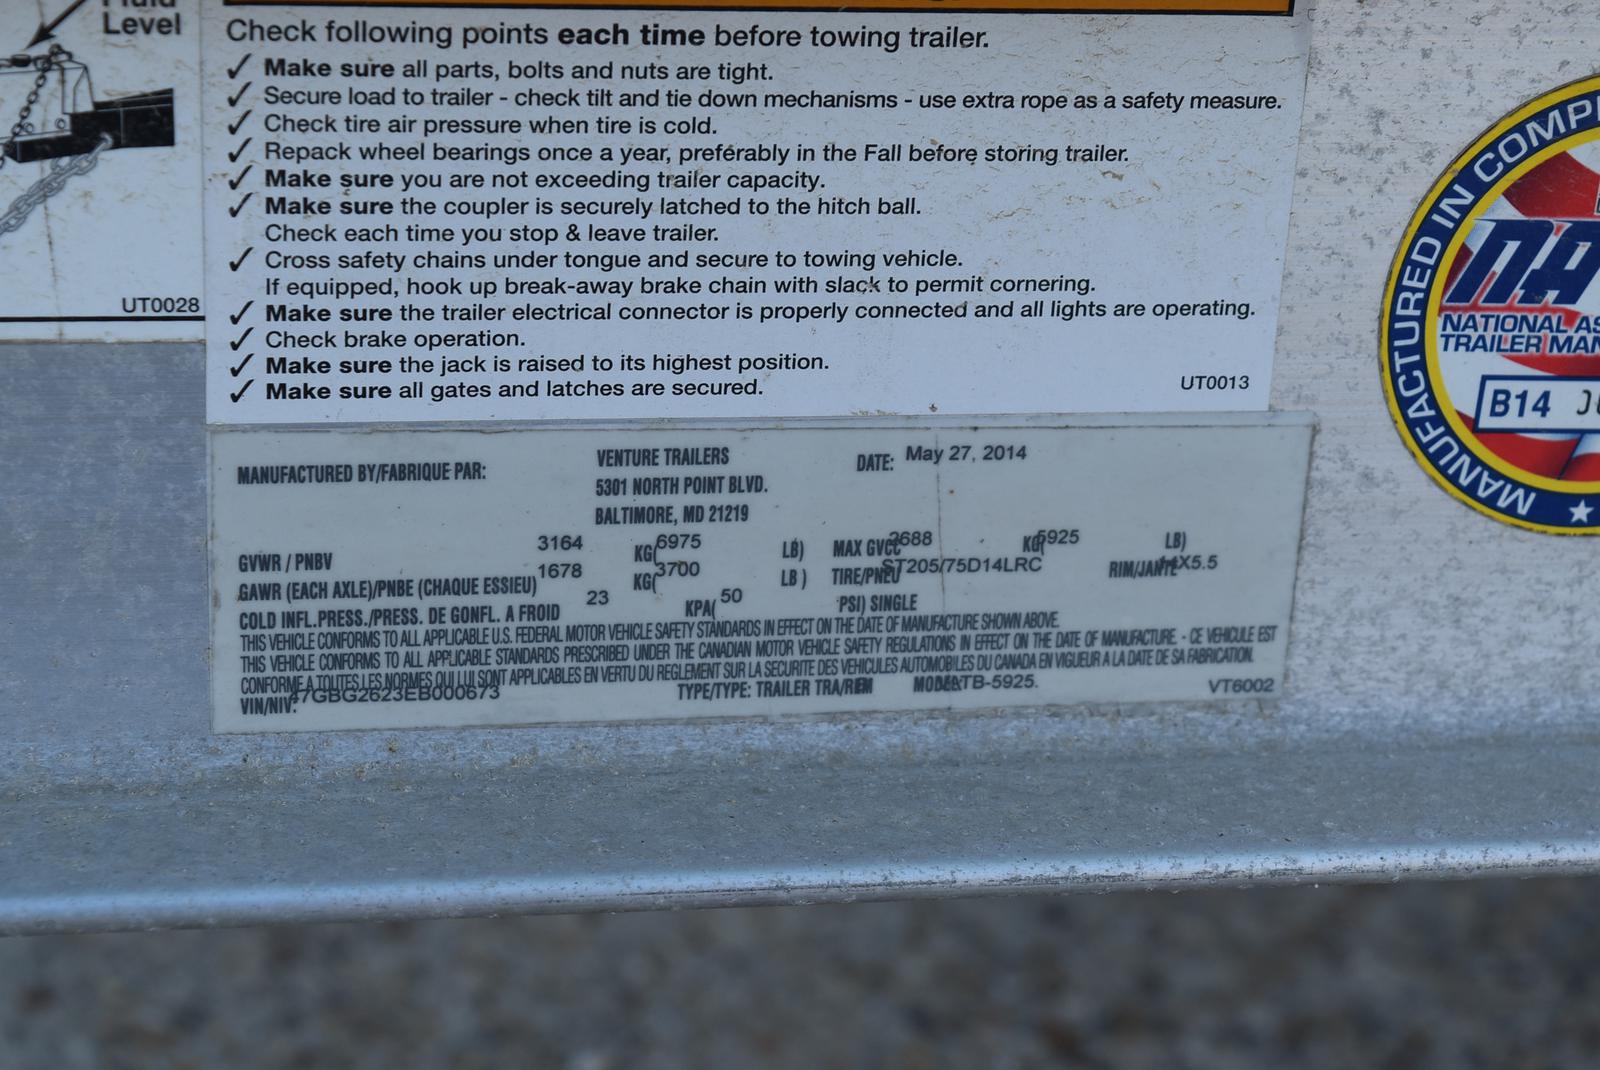 Fluid
Level
UT0028
Check following points each time before towing trailer.
✓ Make sure all parts, bolts and nuts are tight.
✓ Secure load to trailer - check tilt and tie down mechanisms - use extra rope as a safety measure.
✓ Check tire air pressure when tire is cold.
✓ Repack wheel bearings once a year, preferably in the Fall before storing trailer.
✓ Make sure you are not exceeding trailer capacity.
✓ Make sure the coupler is securely latched to the hitch ball.
Check each time you stop & leave trailer.
✓ Cross safety chains under tongue and secure to towing vehicle.
If equipped, hook up break-away brake chain with slack to permit cornering.
✓ Make sure the trailer electrical connector is properly connected and all lights are operating.
✓ Check brake operation.
✓ Make sure the jack is raised to its highest position.
✓ Make sure all gates and latches are secured.
UT0013
MANUFACTURED BY/FABRIQUE PAR: VENTURE TRAILERS DATE: May 27, 2014
5301 NORTH POINT BLVD.
BALTIMORE, MD 21219
GVWR / PNBV 3164 KG( 6975 LB) MAX GVCC 2688 KG( 5925 LB)
GAWR (EACH AXLE)/PNBE (CHAQUE ESSIEU) 1678 KG( 3700 LB ) TIRE/PNEU ST205/75D14LRC RIM/JANTE 14X5.5
COLD INFL.PRESS./PRESS. DE GONFL. A FROID 23 KPA( 50 PSI) SINGLE
THIS VEHICLE CONFORMS TO ALL APPLICABLE U.S. FEDERAL MOTOR VEHICLE SAFETY STANDARDS IN EFFECT ON THE DATE OF MANUFACTURE SHOWN ABOVE.
THIS VEHICLE CONFORMS TO ALL APPLICABLE STANDARDS PRESCRIBED UNDER THE CANADIAN MOTOR VEHICLE SAFETY REGULATIONS IN EFFECT ON THE DATE OF MANUFACTURE. - CE VEHICULE EST
CONFORME A TOUTES LES NORMES QUI LUI SONT APPLICABLES EN VERTU DU REGLEMENT SUR LA SECURITE DES VEHICULES AUTOMOBILES DU CANADA EN VIGUEUR A LA DATE DE SA FABRICATION.
VIN/NIV: 47GBG2623EB000673 TYPE/TYPE: TRAILER TRA/REM MODEL: TB-5925. VT6002
MANUFACTURED IN
NATIONAL
TRAILER
B14